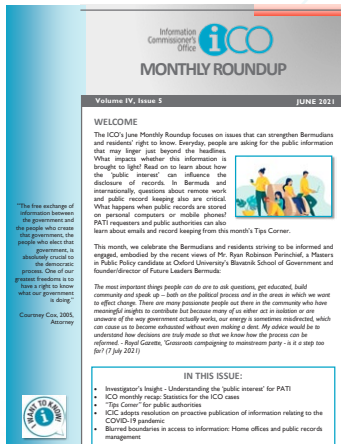 Information
Commissioner's
Office
iCO
MONTHLY ROUNDUP
Volume IV, Issue 5
JUNE 2021
WELCOME
The ICO's June Monthly Roundup focuses on issues that can strengthen Bermudians
and residents' right to know. Everyday, people are asking for the public information
that may linger just beyond the headlines.
What impacts whether this information is
brought to light? Read on to learn about how
the 'public interest' can influence the
disclosure of records. In Bermuda and
internationally, questions about remote work
and public record keeping also are critical.
What happens when public records are stored
on personal computers or mobile phones?
PATI requestors and public authorities can also
learn about emails and record keeping from this month's Tips Corner.
This month, we celebrate the Bermudians and residents striving to be informed and
engaged, embodied by the recent views of Mr. Ryan Robinson Perinchief, a Masters
in Public Policy candidate at Oxford University's Blavatnik School of Government and
founder/director of Future Leaders Bermuda:
The most important things people can do are to ask questions, get educated, build
community and speak up – both on the political process and in the areas in which we want
to effect change. There are many passionate people out there in the community who have
meaningful insights to contribute but because many of us either act in isolation or are
unaware of the way government actually works, our energy is sometimes misdirected, which
can cause us to become exhausted without even making a dent. My advice would be to
understand how decisions are truly made so that we know how the process can be
reformed. - Royal Gazette, 'Grassroots campaigning to mainstream party - is it a step too
far? (7 July 2021)
"The free exchange of
information between
the government and
the people who create
that government, the
people who elect that
government, is
absolutely crucial to
the democratic
process. One of our
greatest freedoms is to
have a right to know
what our government
is doing."
Courtney Cox, 2005,
Attorney
WANT TO KNOW?
IN THIS ISSUE:
• Investigator's Insight - Understanding the 'public interest' for PATI
• ICO monthly recap: Statistics for the ICO cases
• "Tips Corner" for public authorities
• ICIC adopts resolution on proactive publication of information relating to the
COVID-19 pandemic
• Blurred boundaries in access to information: Home offices and public records
management